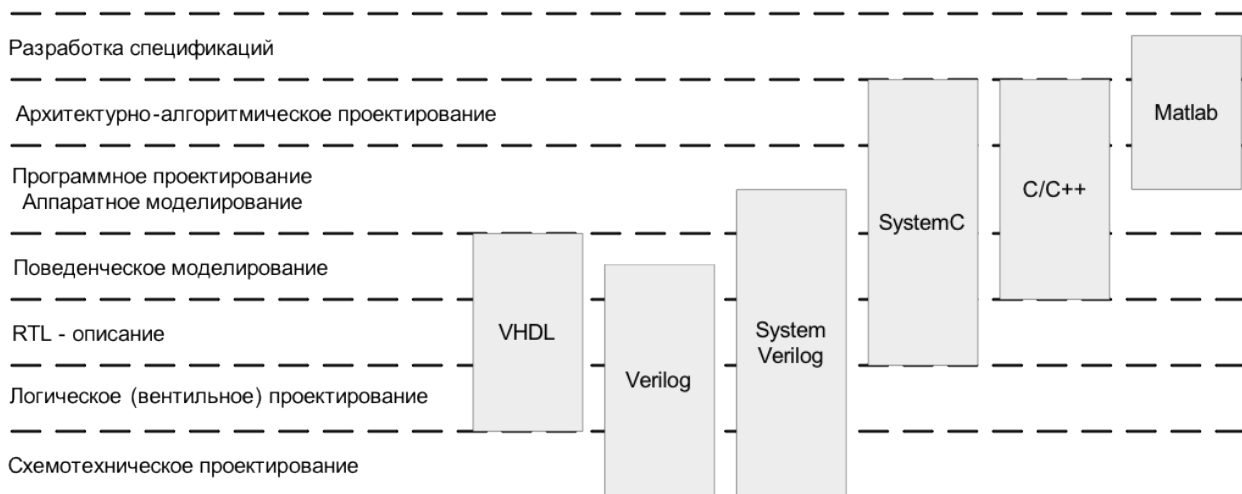 Разработка спецификаций
Архитектурно-алгоритмическое проектирование
Matlab
Программное проектирование
Аппаратное моделирование
C/C++
SystemC
Поведенческое моделирование
RTL - описание
VHDL
System
Verilog
Verilog
Логическое (вентильное) проектирование
Схемотехническое проектирование